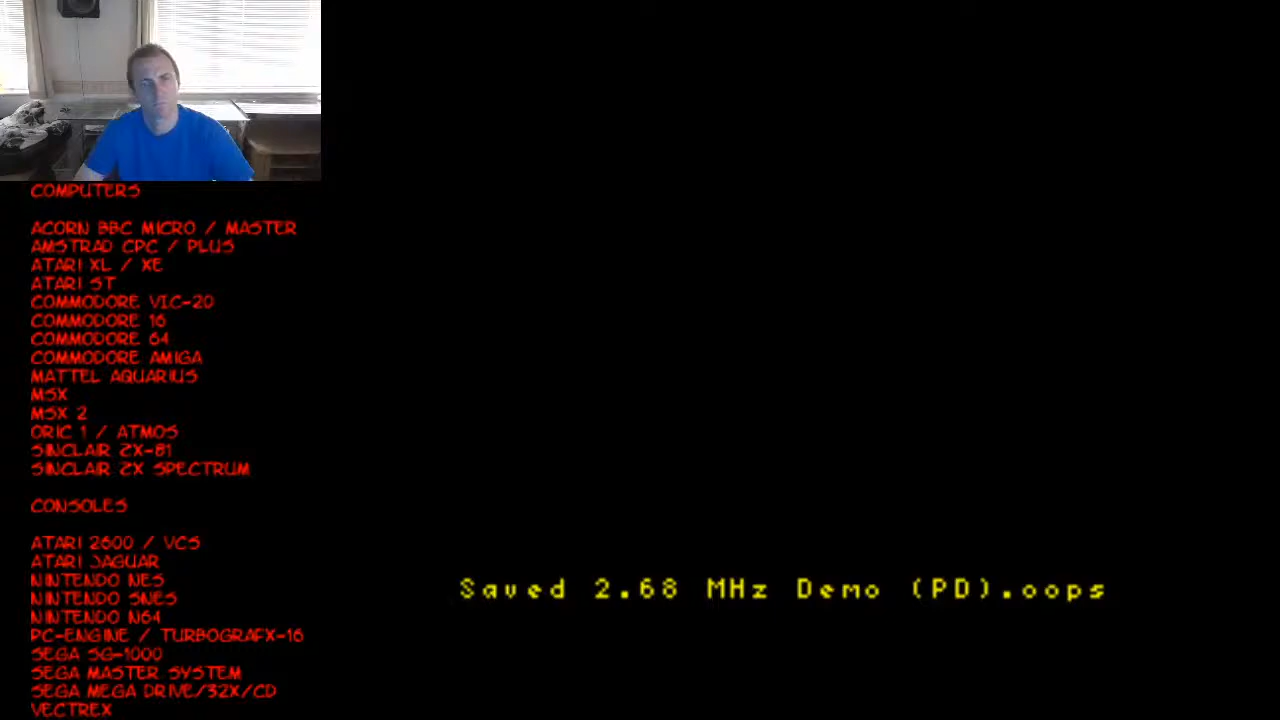 COMPUTERS
ACORN BBC MICRO / MASTER
AMSTRAD CPC / PLUS
ATARI XL / XE
ATARI ST
COMMODORE VIC-20
COMMODORE 16
COMMODORE 64
COMMODORE AMIGA
MATTEL AQUARIUS
MSX
MSX 2
ORIC 1 / ATMOS
SINCLAIR ZX-81
SINCLAIR ZX SPECTRUM
CONSOLES
ATARI 2600 / VCS
ATARI JAGUAR
NINTENDO NES
NINTENDO SNES
NINTENDO N64
PC-ENGINE / TURBOGRAFX-16
SEGA SG-1000
SEGA MASTER SYSTEM
SEGA MEGA DRIVE/32X/CD
VECTREX
Saved 2.68 MHz Demo (PD).oops